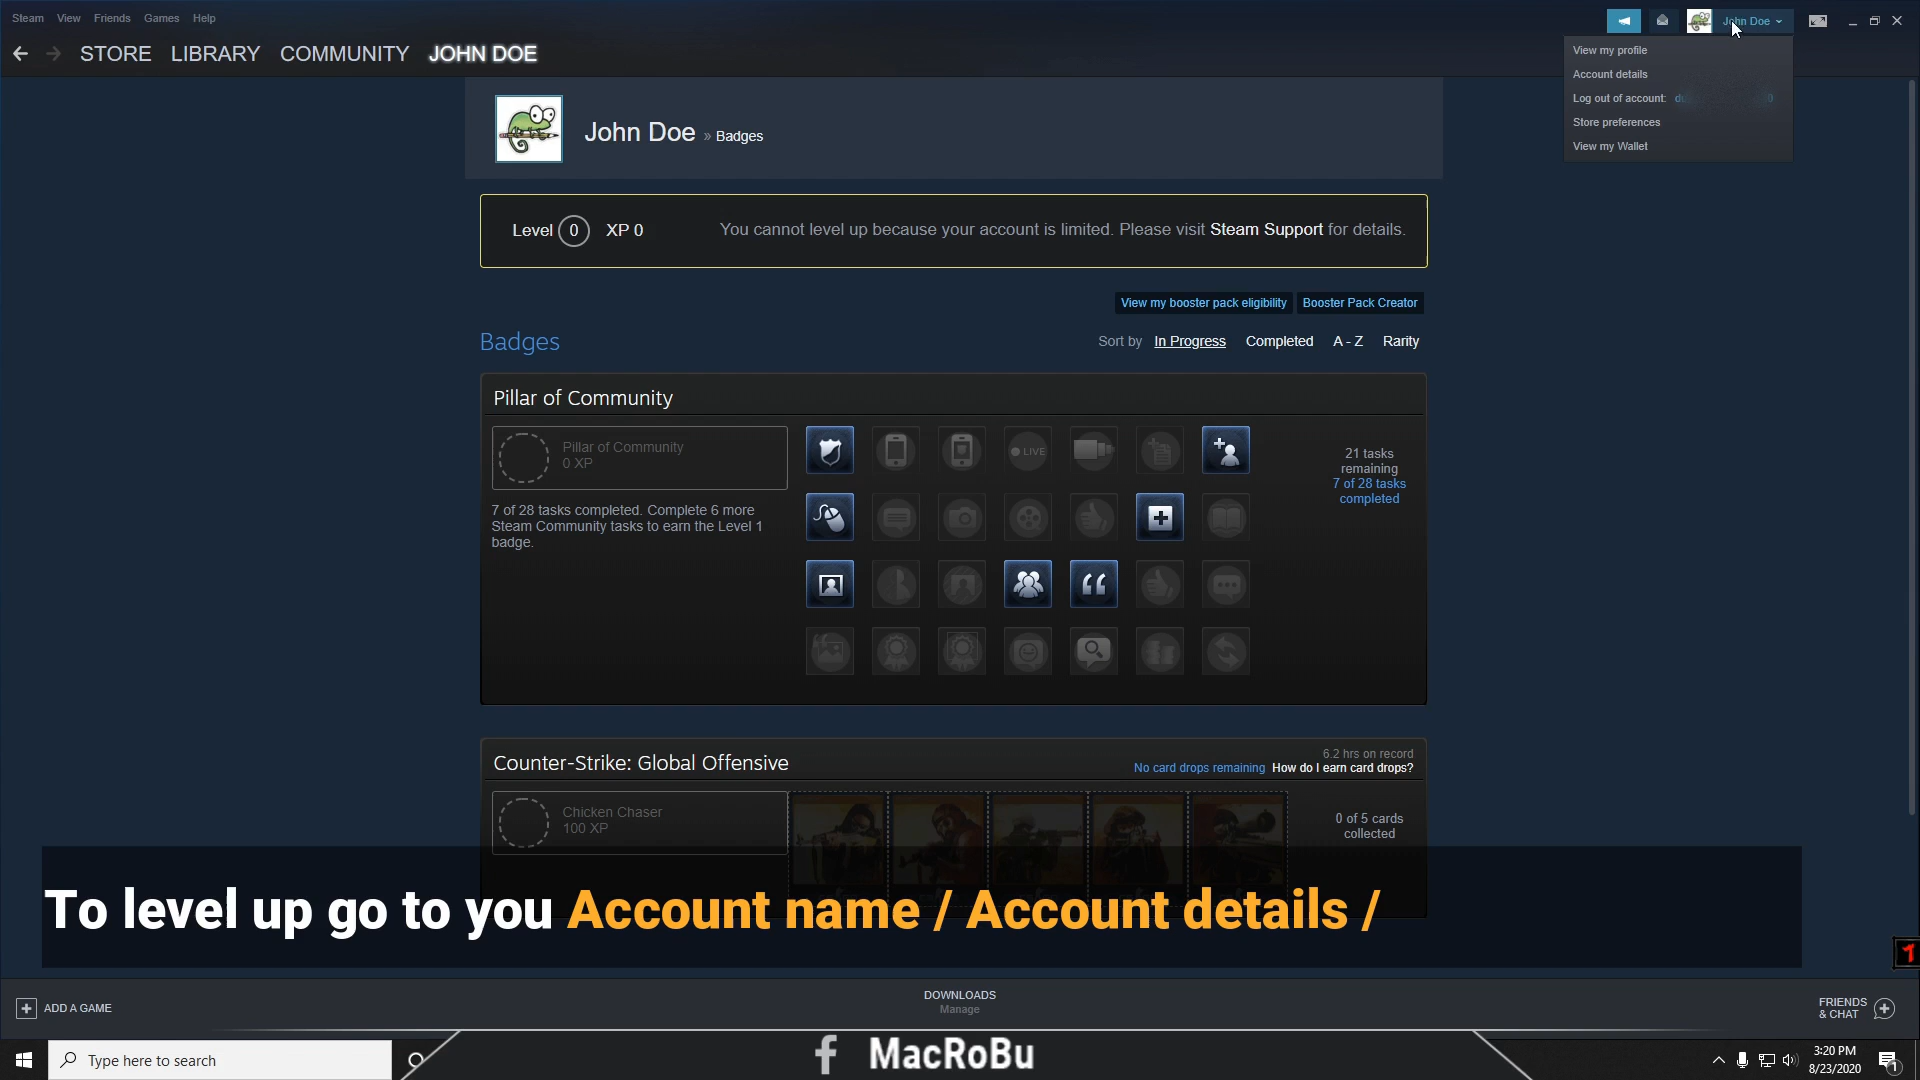 Steam View Friends Games Help
John Doe
STORE LIBRARY COMMUNITY JOHN DOE
View my profile
Account details
Log out of account:
Store preferences
View my Wallet
John Doe » Badges
Level 0 XP 0 You cannot level up because your account is limited. Please visit Steam Support for details.
View my booster pack eligibility Booster Pack Creator
Badges Sort by In Progress Completed A - Z Rarity
Pillar of Community
Pillar of Community
0 XP
7 of 28 tasks completed. Complete 6 more
Steam Community tasks to earn the Level 1
badge.
LIVE
21 tasks
remaining
7 of 28 tasks
completed
Counter-Strike: Global Offensive
6.2 hrs on record
No card drops remaining How do I earn card drops?
Chicken Chaser
100 XP
0 of 5 cards
collected
To level up go to you Account name / Account details /
1
ADD A GAME
DOWNLOADS
Manage
FRIENDS
& CHAT
Type here to search
f MacRoBu
3:20 PM
8/23/2020
1